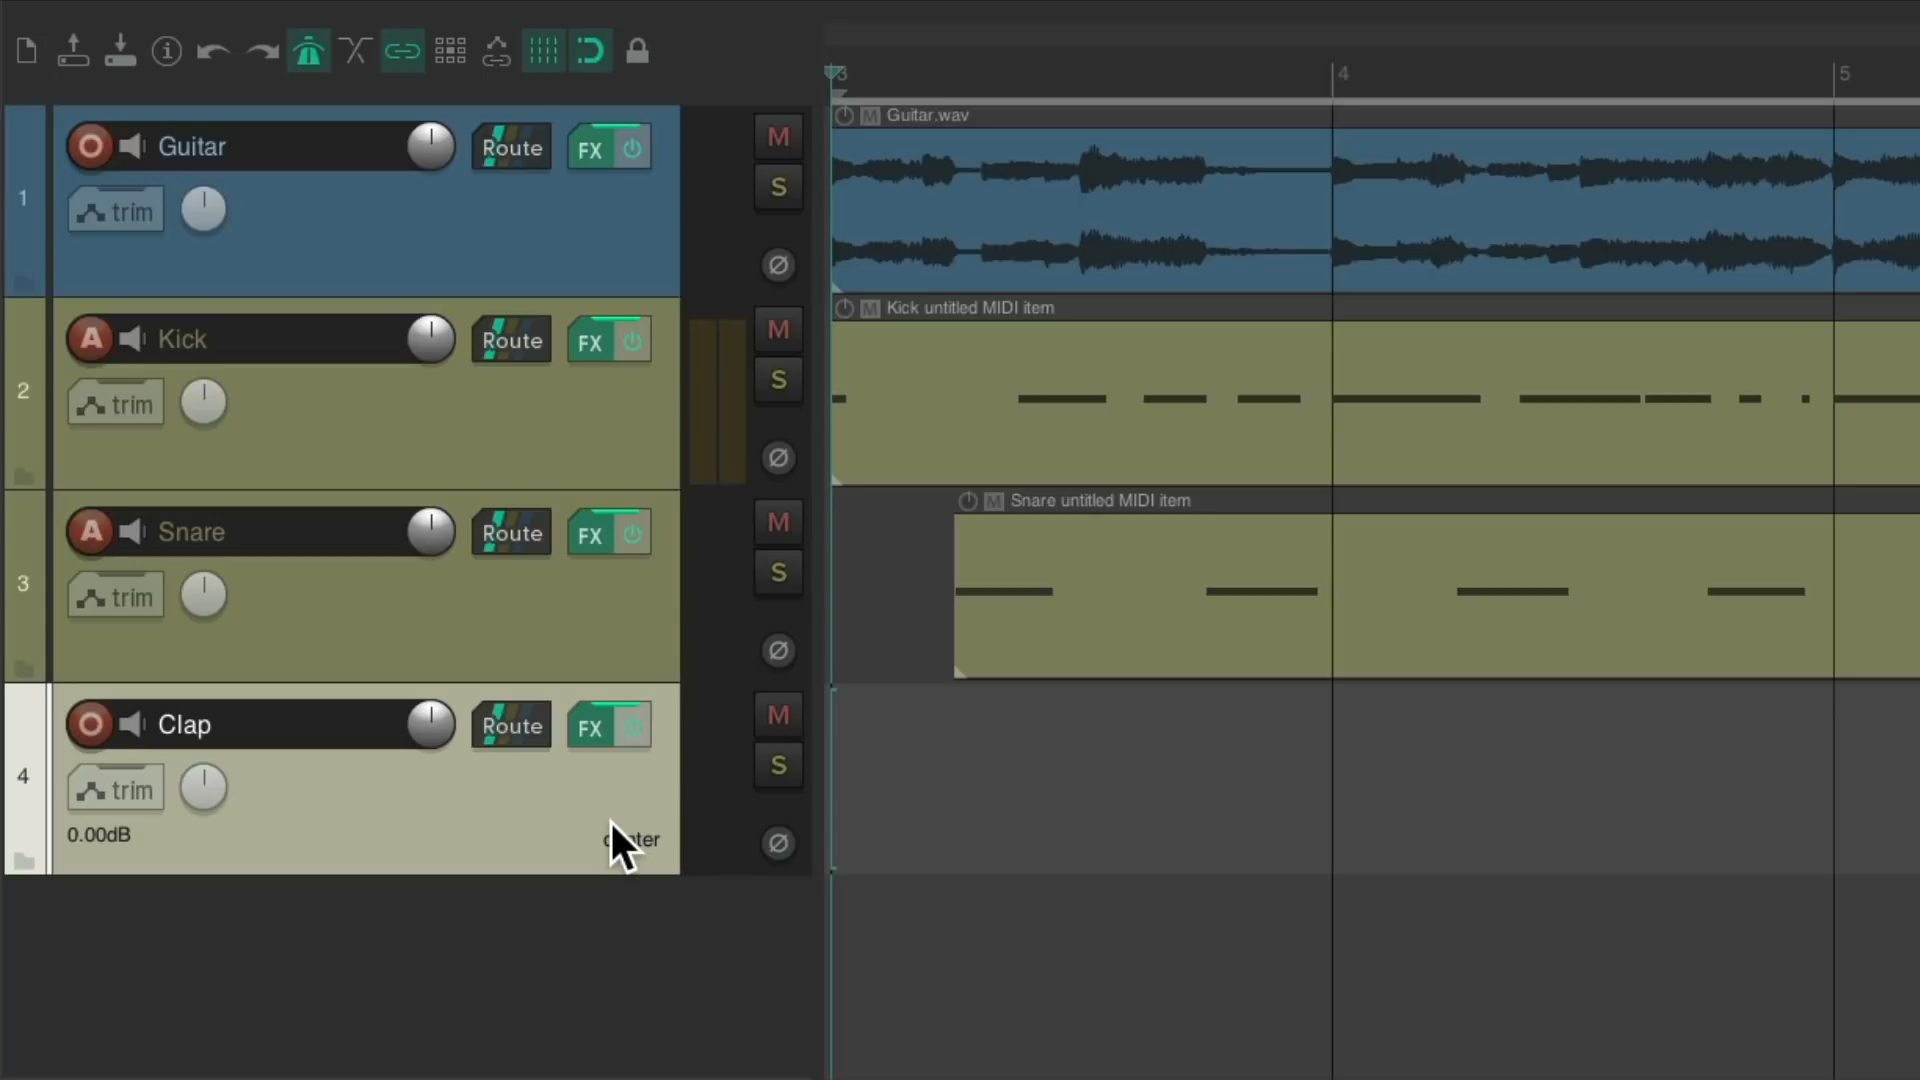 3
4
5
1
Guitar
Route
FX
M
S
trim
Guitar.wav
M
2
A
Kick
Route
FX
M
S
trim
Kick untitled MIDI item
M
3
A
Snare
Route
FX
M
S
trim
Snare untitled MIDI item
M
4
Clap
Route
FX
M
S
trim
0.00dB